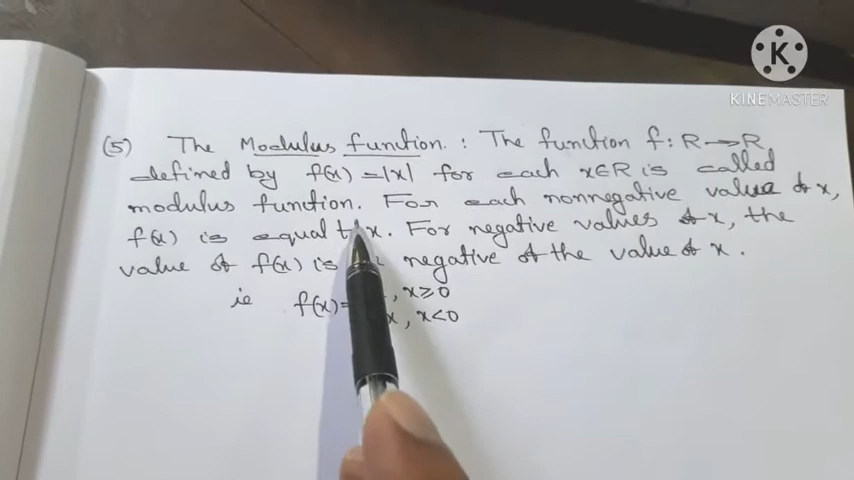 K
KINEMASTER
(5) The Modulus function : The function f: R → R
defined by f(x) = |x| for each x∈R is called
modulus function. For each nonnegative value of x,
f(x) is equal to x. For negative values of x, the
value of f(x) is negative of the value of x.
ie f(x)= , x ≥ 0
x, x < 0